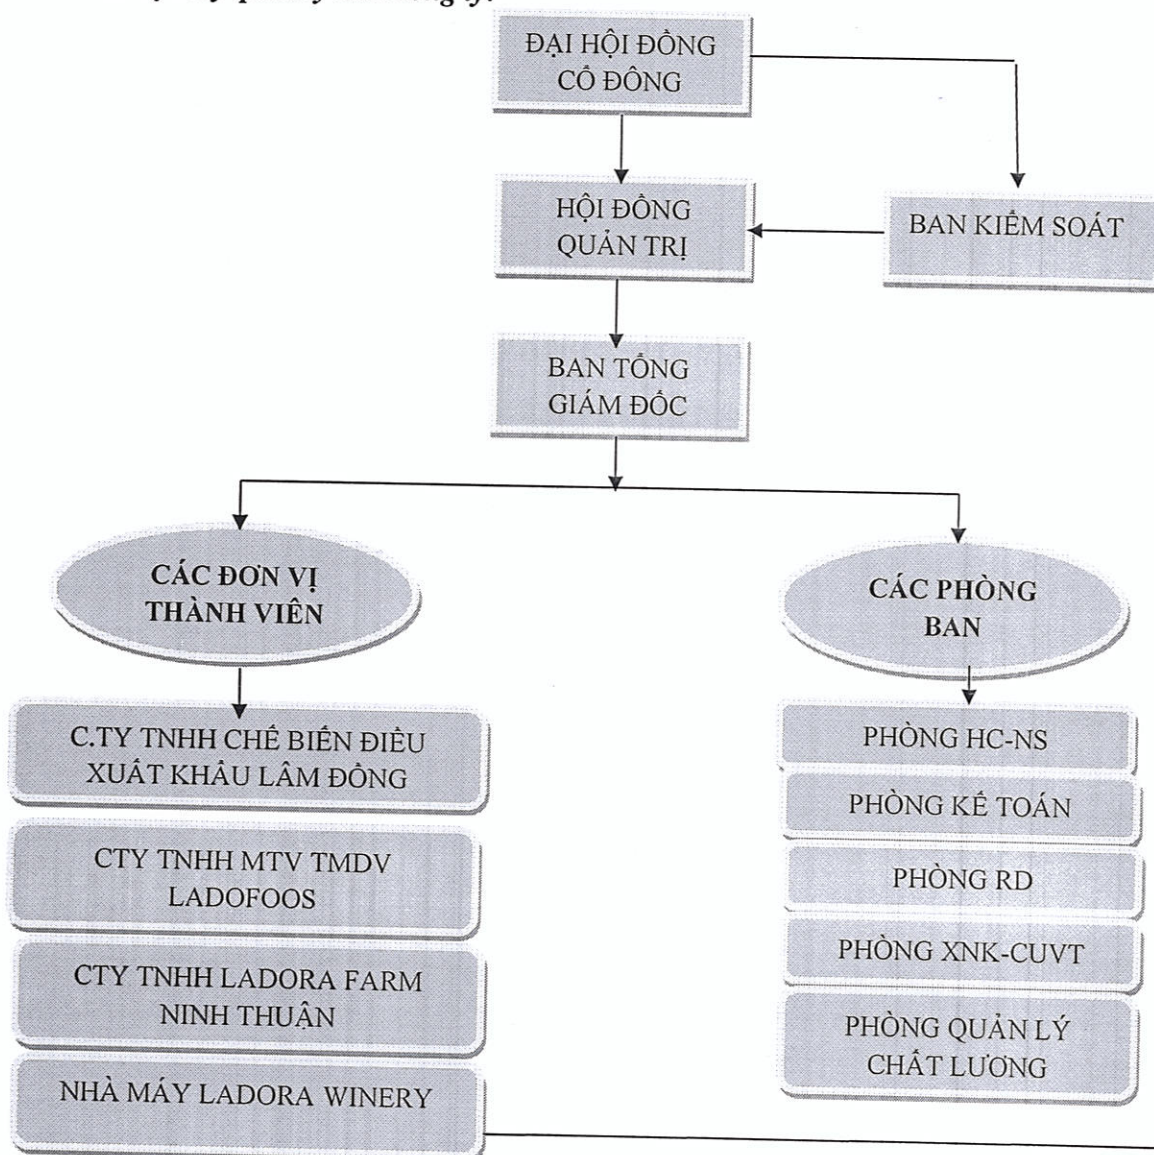 ĐẠI HỘI ĐỒNG
CỔ ĐÔNG
HỘI ĐỒNG
QUẢN TRỊ
BAN KIỂM SOÁT
BAN TỔNG
GIÁM ĐỐC
CÁC ĐƠN VỊ
THÀNH VIÊN
CÁC PHÒNG
BAN
C.TY TNHH CHẾ BIẾN ĐIỀU
XUẤT KHẨU LÂM ĐỒNG
CTY TNHH MTV TMDV
LADOFOOS
CTY TNHH LADORA FARM
NINH THUẬN
NHÀ MÁY LADORA WINERY
PHÒNG HC-NS
PHÒNG KẾ TOÁN
PHÒNG RD
PHÒNG XNK-CUVT
PHÒNG QUẢN LÝ
CHẤT LƯƠNG